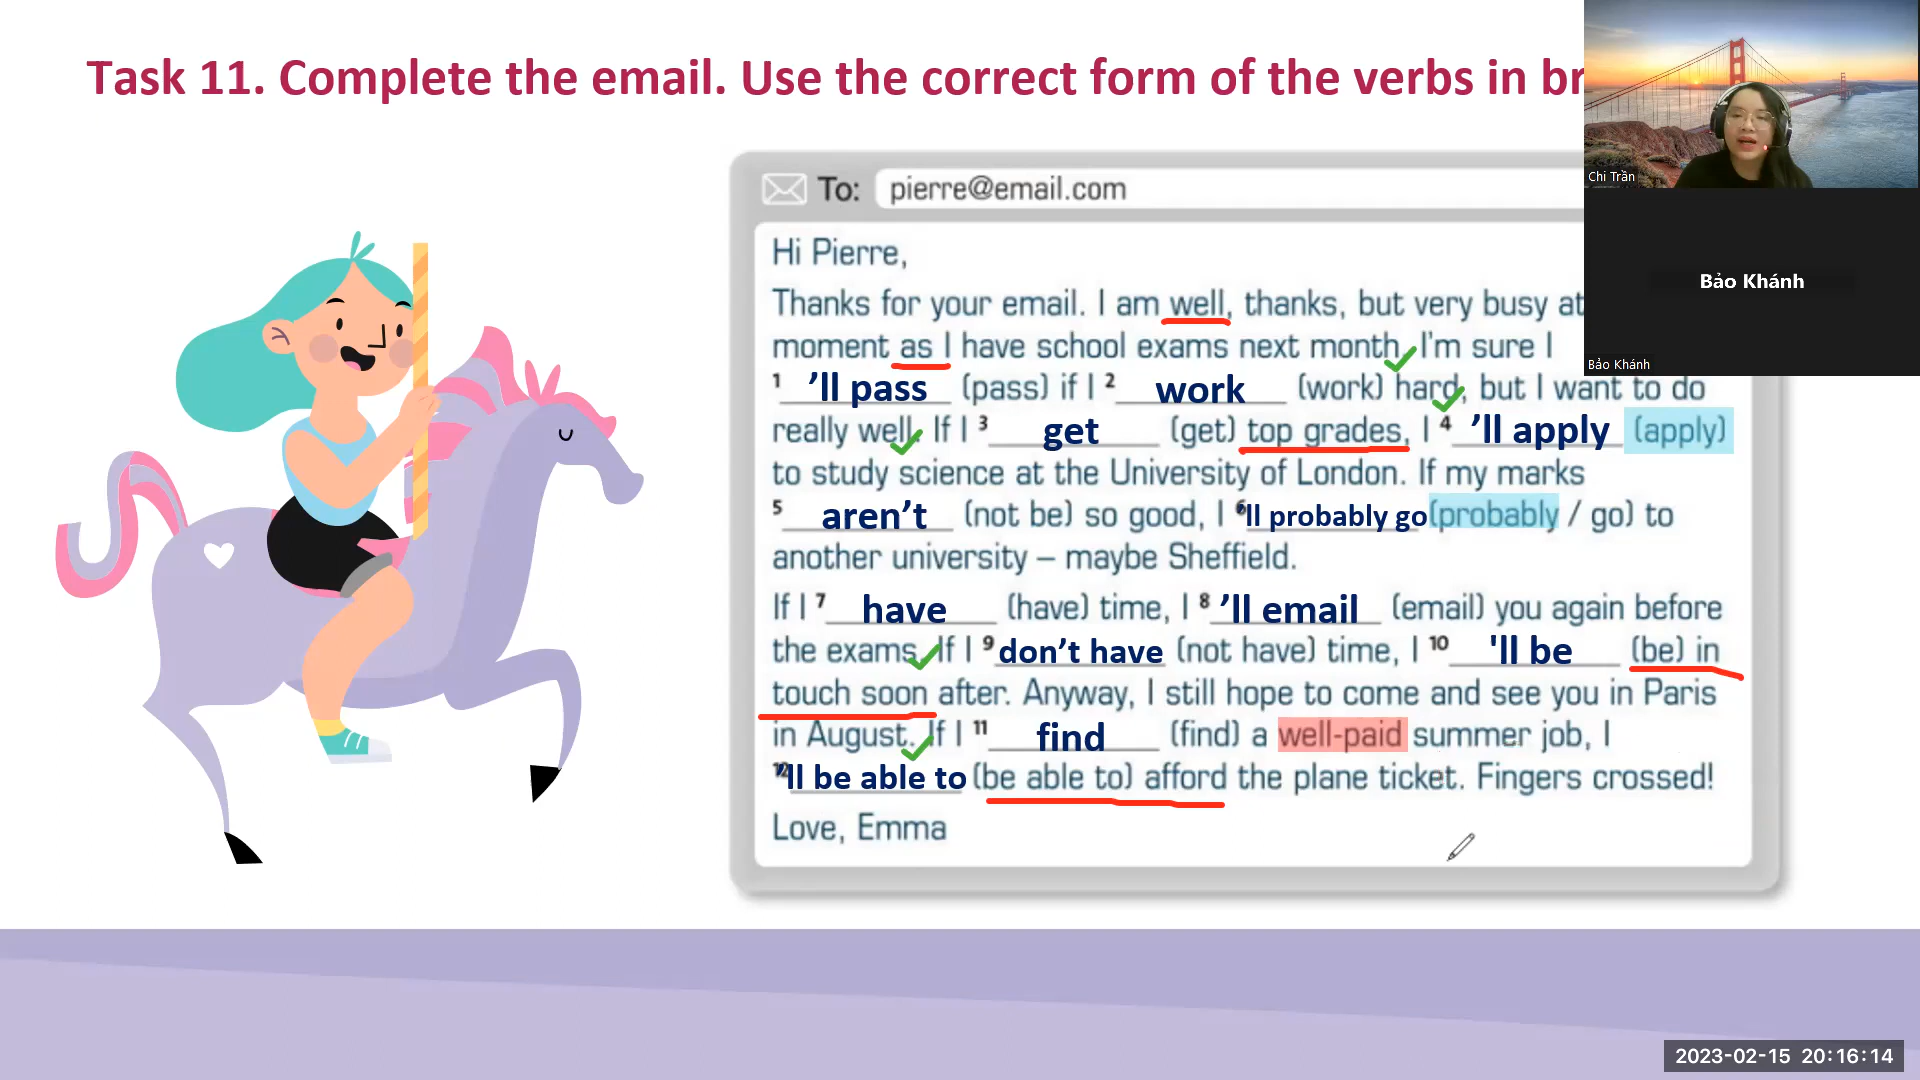 Task 11. Complete the email. Use the correct form of the verbs in br
To: pierre@email.com
Hi Pierre,
Thanks for your email. I am well, thanks, but very busy at
moment as I have school exams next month. I'm sure I
1 ’ll pass (pass) if I 2 work (work) hard, but I want to do
really well. If I 3 get (get) top grades, I 4 ’ll apply (apply)
to study science at the University of London. If my marks
5 aren’t (not be) so good, I 6 'll probably go (probably / go) to
another university – maybe Sheffield.
If I 7 have (have) time, I 8 ’ll email (email) you again before
the exams. If I 9 don’t have (not have) time, I 10 'll be (be) in
touch soon after. Anyway, I still hope to come and see you in Paris
in August. If I 11 find (find) a well-paid summer job, I
12 ’ll be able to (be able to) afford the plane ticket. Fingers crossed!
Love, Emma
Chi Trần
Bảo Khánh
Bảo Khánh
2023-02-15 20:16:14